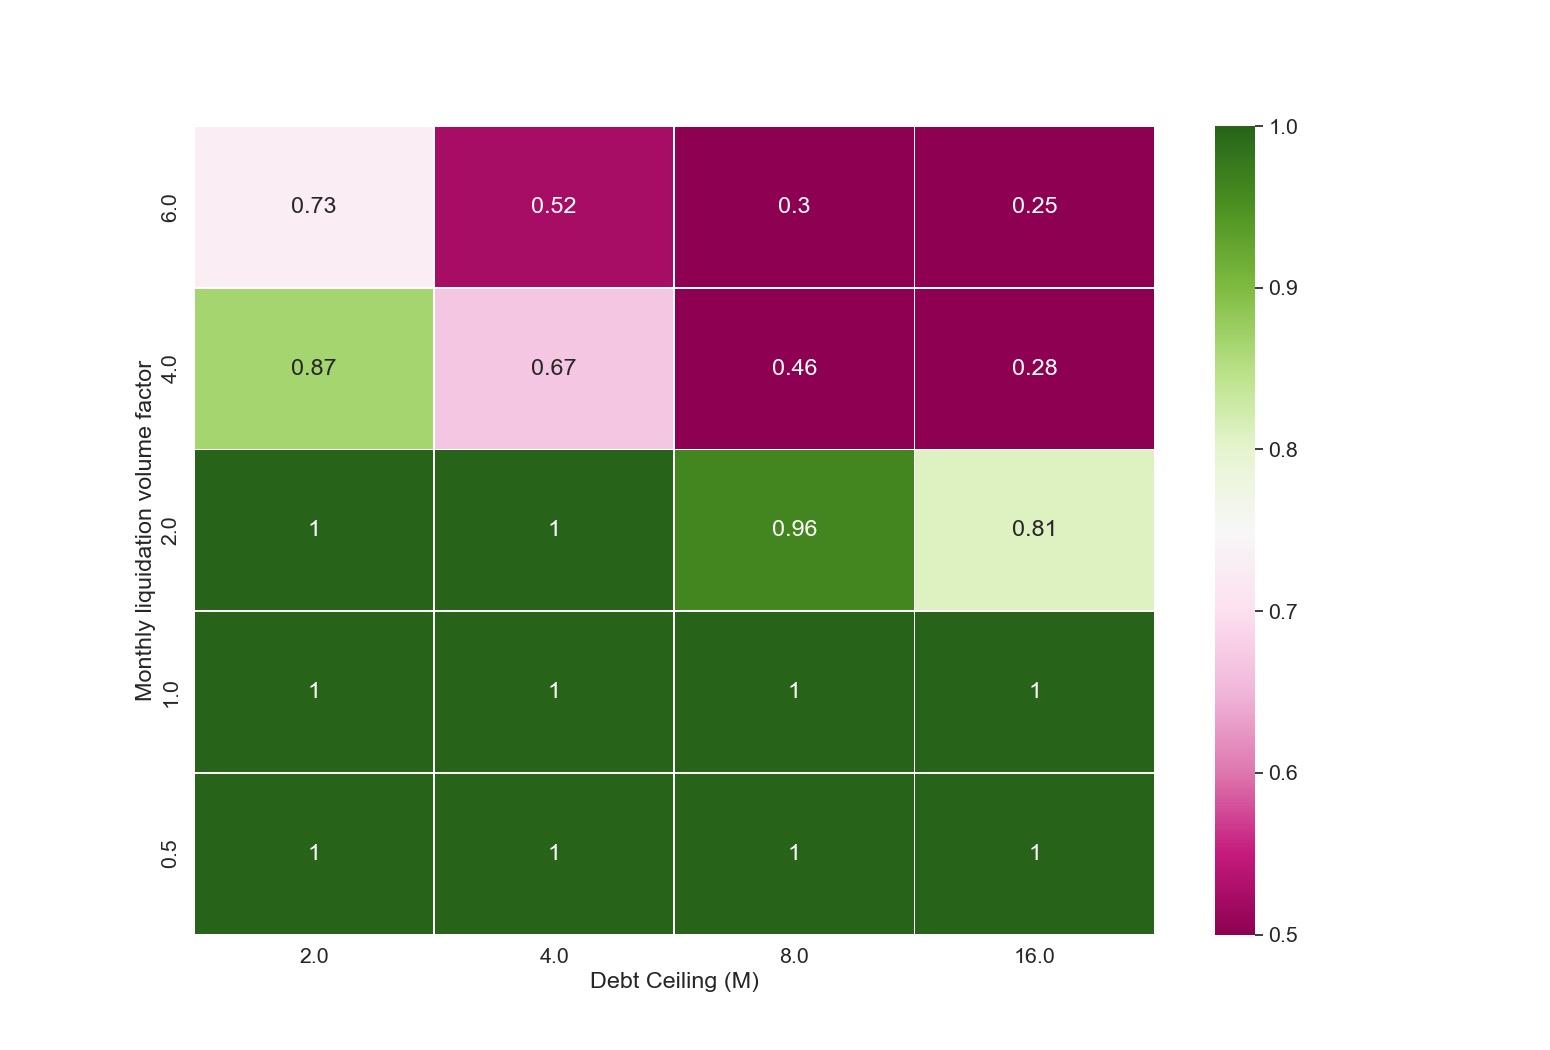 1.0
6.0 0.73 0.52 0.3 0.25
0.9
4.0 0.87 0.67 0.46 0.28
0.8
Monthly liquidation volume factor
2.0 1 1 0.96 0.81
0.7
1.0 1 1 1 1
0.6
0.5 1 1 1 1
0.5
2.0 4.0 8.0 16.0
Debt Ceiling (M)